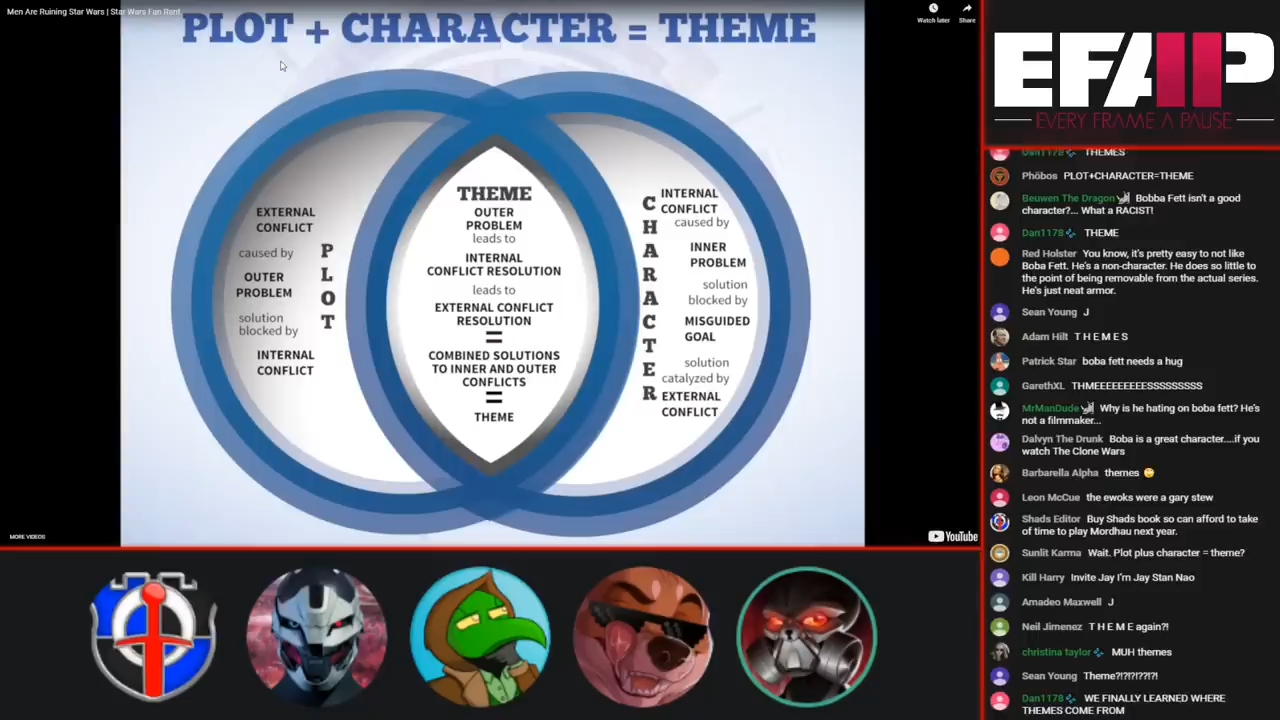 Men Are Ruining Star Wars | Star Wars Fan Rant
Watch later
Share
PLOT + CHARACTER = THEME
EXTERNAL
CONFLICT
caused by
OUTER
PROBLEM
solution
blocked by
INTERNAL
CONFLICT
PLOT
THEME
OUTER
PROBLEM
leads to
INTERNAL
CONFLICT RESOLUTION
leads to
EXTERNAL CONFLICT
RESOLUTION
=
COMBINED SOLUTIONS
TO INNER AND OUTER
CONFLICTS
=
THEME
CHARACTER
INTERNAL
CONFLICT
caused by
INNER
PROBLEM
solution
blocked by
MISGUIDED
GOAL
solution
catalyzed by
EXTERNAL
CONFLICT
MORE VIDEOS
YouTube
EFAP
EVERY FRAME A PAUSE
Dan1178 THEMES
Phöbos PLOT+CHARACTER=THEME
Beuwen The Dragon Bobba Fett isn't a good
character?... What a RACIST!
Dan1178 THEME
Red Holster You know, it's pretty easy to not like
Boba Fett. He's a non-character. He does so little to
the point of being removable from the actual series.
He's just neat armor.
Sean Young J
Adam Hilt T H E M E S
Patrick Star boba fett needs a hug
GarethXL THMEEEEEEEEESSSSSSSSS
MrManDude Why is he hating on boba fett? He's
not a filmmaker...
Dalvyn The Drunk Boba is a great character....if you
watch The Clone Wars
Barbarella Alpha themes 🙄
Leon McCue the ewoks were a gary stew
Shads Editor Buy Shads book so can afford to take
of time to play Mordhau next year.
Sunlit Karma Wait. Plot plus character = theme?
Kill Harry Invite Jay I'm Jay Stan Nao
Amadeo Maxwell J
Neil Jimenez T H E M E again?!
christina taylor MUH themes
Sean Young Theme?!?!?!??!?!
Dan1178 WE FINALLY LEARNED WHERE
THEMES COME FROM